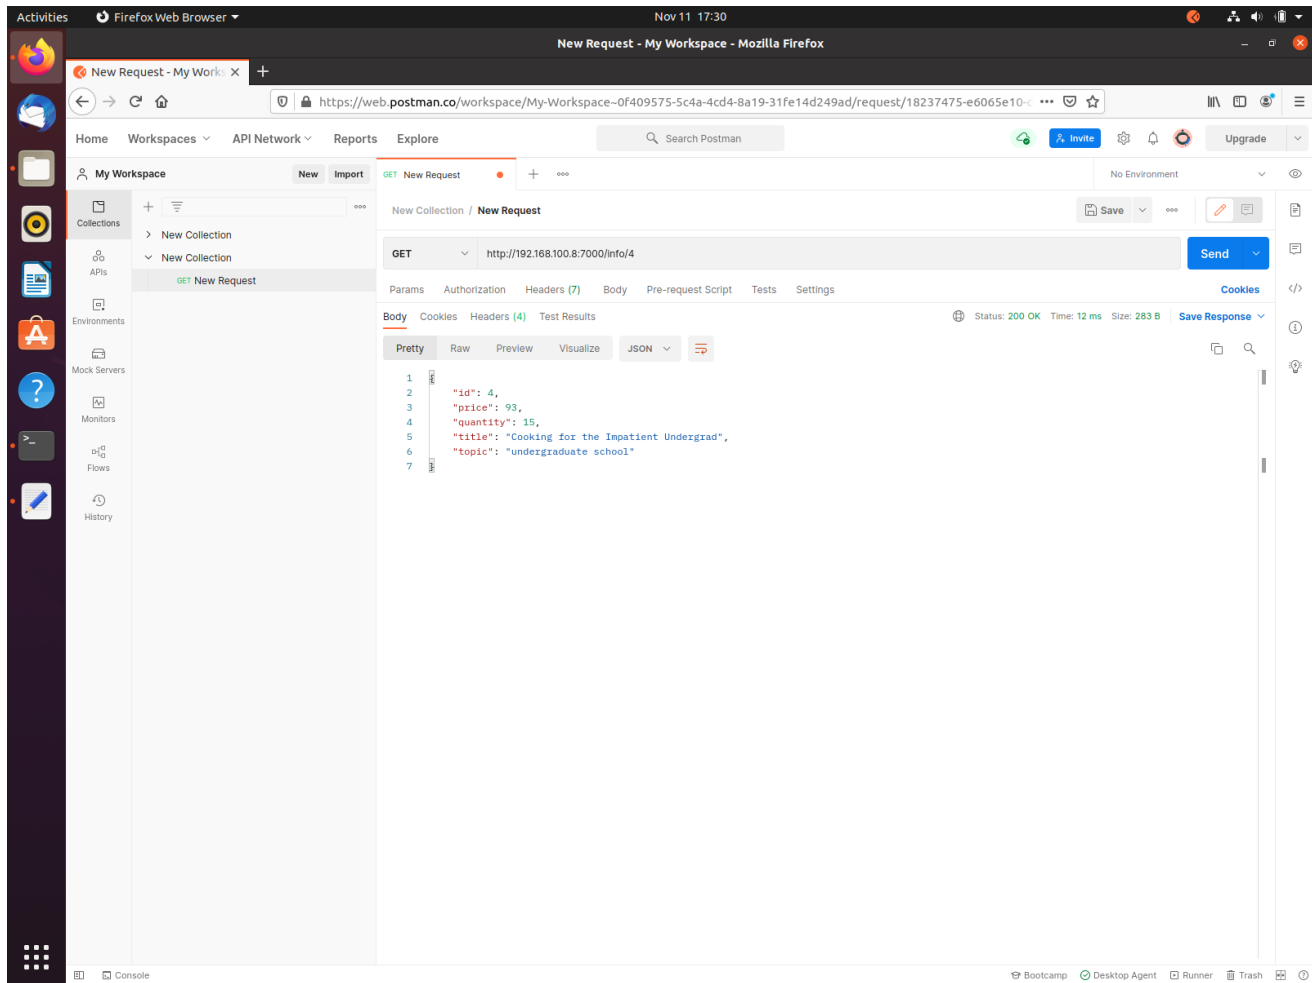 Activities Firefox Web Browser Nov 11 17:30
New Request - My Workspace - Mozilla Firefox
New Request - My Works
https://web.postman.co/workspace/My-Workspace~0f409575-5c4a-4cd4-8a19-31fe14d249ad/request/18237475-e6065e10-c
Home Workspaces API Network Reports Explore Search Postman Invite Upgrade
My Workspace New Import GET New Request No Environment
Collections
New Collection / New Request Save
New Collection
New Collection
GET New Request
GET http://192.168.100.8:7000/info/4 Send
APIs
Params Authorization Headers (7) Body Pre-request Script Tests Settings Cookies
Body Cookies Headers (4) Test Results Status: 200 OK Time: 12 ms Size: 283 B Save Response
Environments
Pretty Raw Preview Visualize JSON
Mock Servers
1 {
2 "id": 4,
3 "price": 93,
4 "quantity": 15,
5 "title": "Cooking for the Impatient Undergrad",
6 "topic": "undergraduate school"
7 }
Monitors
Flows
History
Console Bootcamp Desktop Agent Runner Trash